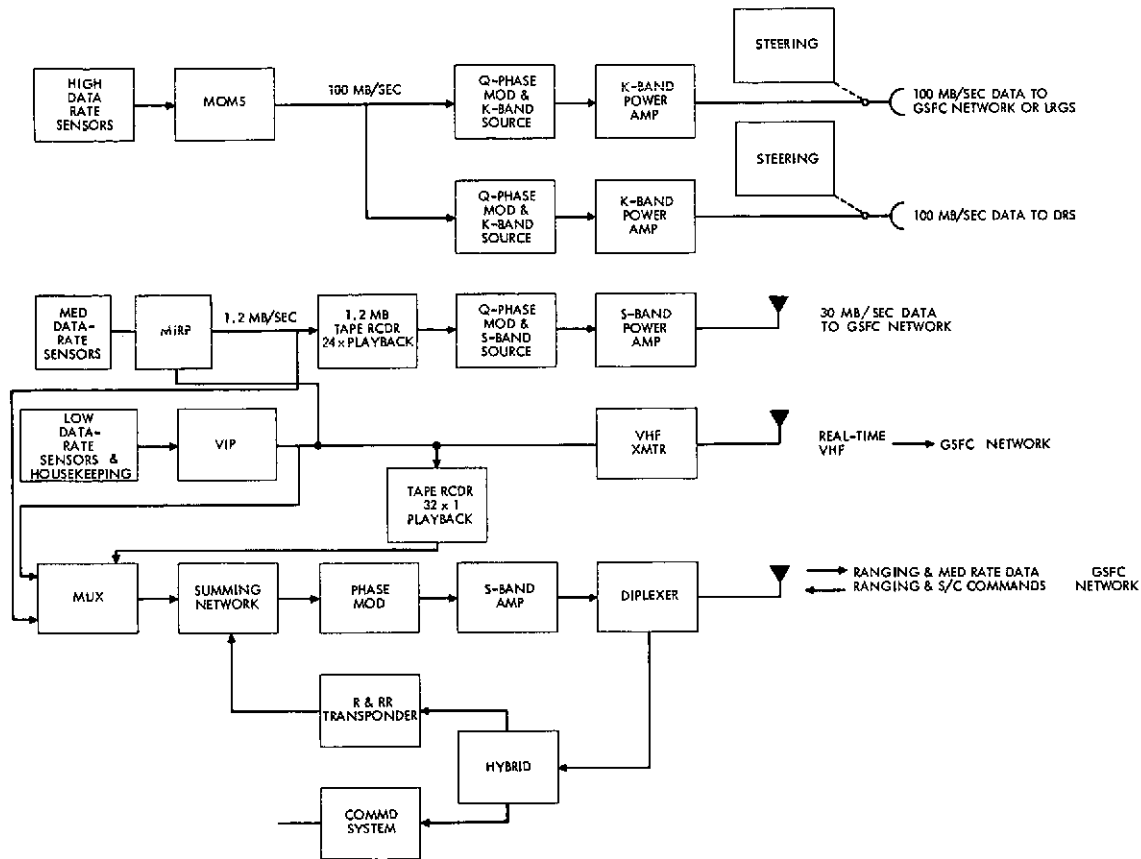 STEERING
HIGH
DATA
RATE
SENSORS
MOMS
100 MB/SEC
Q-PHASE
MOD &
K-BAND
SOURCE
K-BAND
POWER
AMP
100 MB/SEC DATA TO
GSFC NETWORK OR LRGS
STEERING
Q-PHASE
MOD &
K-BAND
SOURCE
K-BAND
POWER
AMP
100 MB/SEC DATA TO DRS
MED
DATA-
RATE
SENSORS
MIRP
1.2 MB/SEC
1.2 MB
TAPE RCDR
24 x PLAYBACK
Q-PHASE
MOD &
S-BAND
SOURCE
S-BAND
POWER
AMP
30 MB/SEC DATA
TO GSFC NETWORK
LOW
DATA-
RATE
SENSORS &
HOUSEKEEPING
VIP
VHF
XMTR
REAL-TIME
VHF
GSFC NETWORK
TAPE RCDR
32 x 1
PLAYBACK
MUX
SUMMING
NETWORK
PHASE
MOD
S-BAND
AMP
DIPLEXER
RANGING & MED RATE DATA
RANGING & S/C COMMANDS
GSFC
NETWORK
R & RR
TRANSPONDER
HYBRID
COMMD
SYSTEM